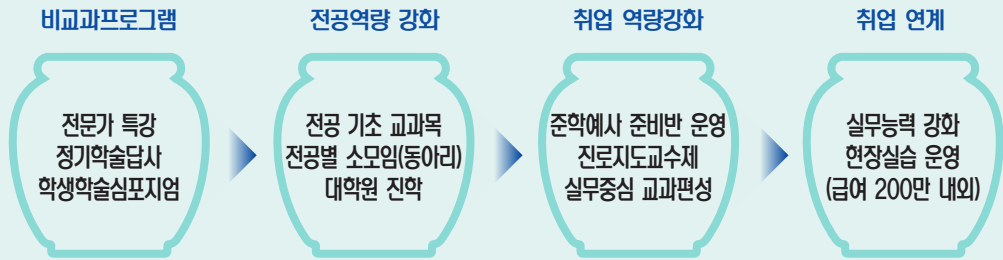 비교과프로그램
전문가 특강
정기학술답사
학생학술심포지엄
전공역량 강화
전공 기초 교과목
전공별 소모임(동아리)
대학원 진학
취업 역량강화
준학예사 준비반 운영
진로지도교수제
실무중심 교과편성
취업 연계
실무능력 강화
현장실습 운영
(급여 200만 내외)